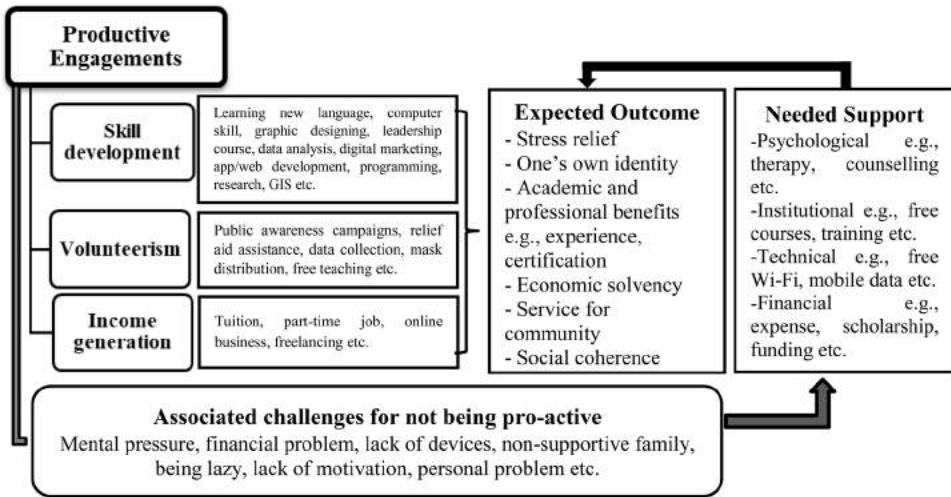 Productive
Engagements
Skill
development
Learning new language, computer
skill, graphic designing, leadership
course, data analysis, digital marketing,
app/web development, programming,
research, GIS etc.
Volunteerism
Public awareness campaigns, relief
aid assistance, data collection, mask
distribution, free teaching etc.
Income
generation
Tuition, part-time job, online
business, freelancing etc.
Expected Outcome
- Stress relief
- One's own identity
- Academic and
professional benefits
e.g., experience,
certification
- Economic solvency
- Service for
community
- Social coherence
Needed Support
-Psychological e.g.,
therapy, counselling
etc.
-Institutional e.g., free
courses, training etc.
-Technical e.g., free
Wi-Fi, mobile data etc.
-Financial e.g.,
expense, scholarship,
funding etc.
Associated challenges for not being pro-active
Mental pressure, financial problem, lack of devices, non-supportive family,
being lazy, lack of motivation, personal problem etc.